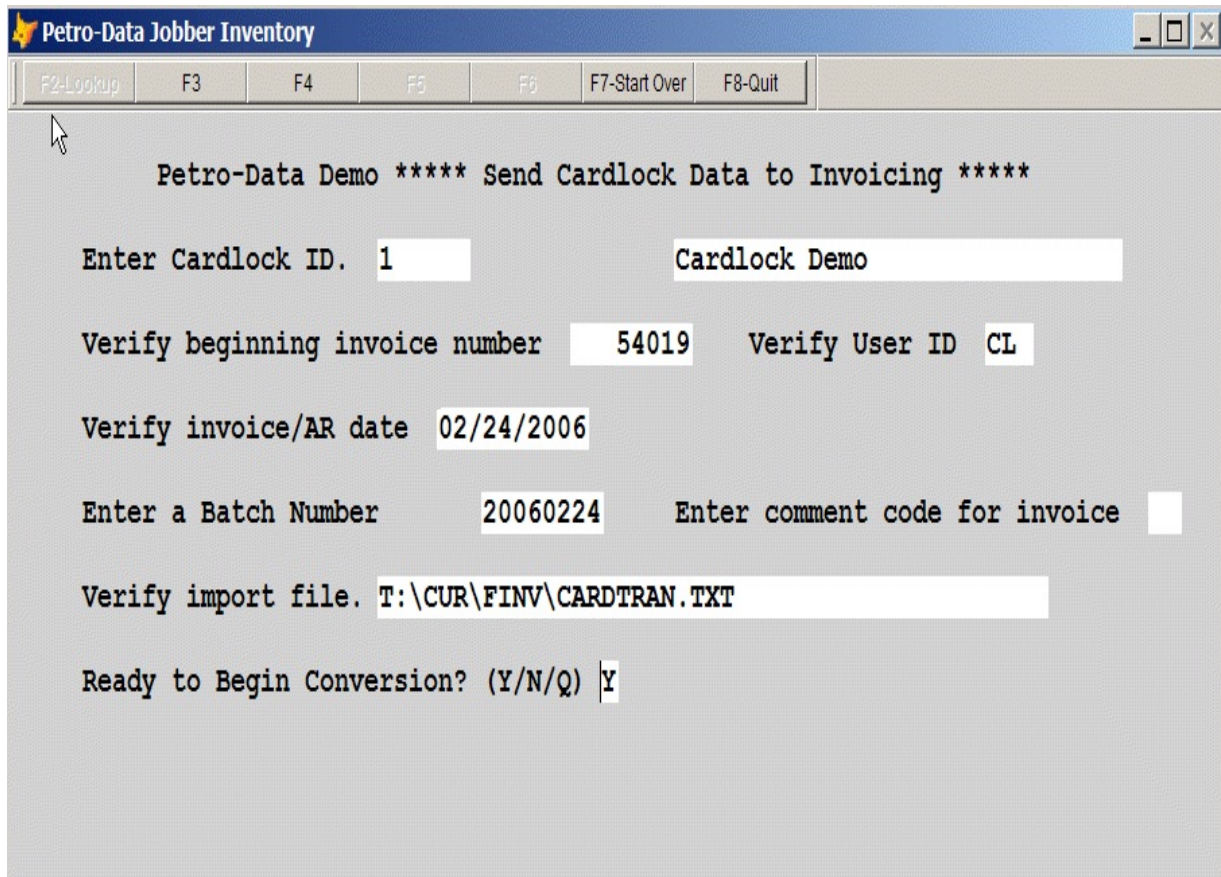 Petro-Data Jobber Inventory
F2-Lookup F3 F4 F5 F6 F7-Start Over F8-Quit
Petro-Data Demo ***** Send Cardlock Data to Invoicing *****
Enter Cardlock ID. 1 Cardlock Demo
Verify beginning invoice number 54019 Verify User ID CL
Verify invoice/AR date 02/24/2006
Enter a Batch Number 20060224 Enter comment code for invoice
Verify import file. T:\CUR\FINV\CARDTRAN.TXT
Ready to Begin Conversion? (Y/N/Q) Y